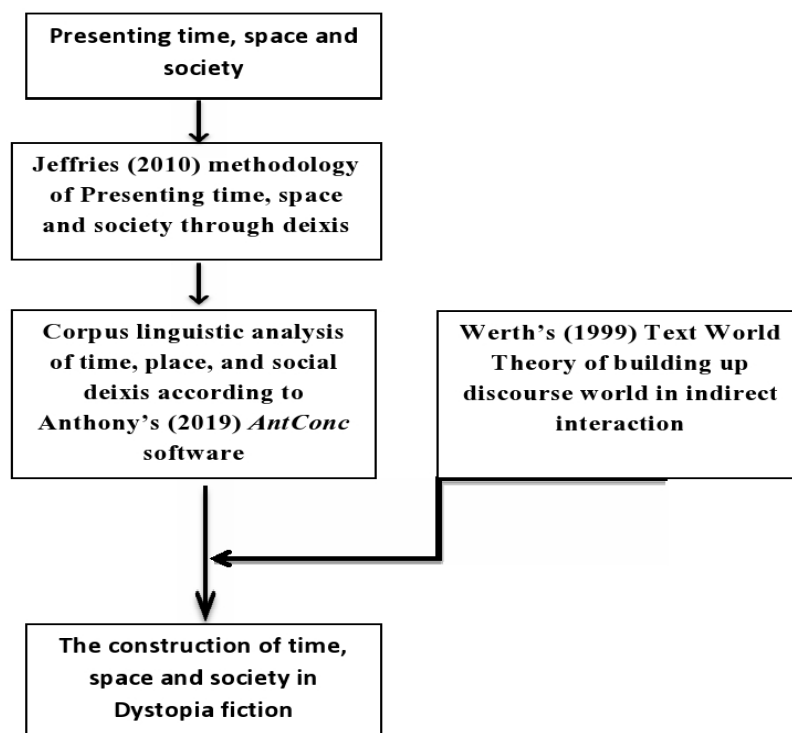 Presenting time, space and
society
Jeffries (2010) methodology
of Presenting time, space
and society through deixis
Corpus linguistic analysis
of time, place, and social
deixis according to
Anthony's (2019) AntConc
software
Werth's (1999) Text World
Theory of building up
discourse world in indirect
interaction
The construction of time,
space and society in
Dystopia fiction